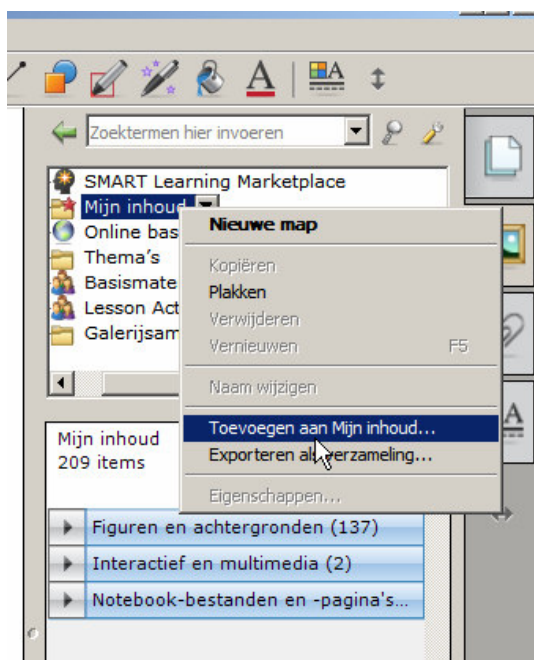 A
A
Zoektermen hier invoeren
SMART Learning Marketplace
Mijn inhoud
Online bas
Thema's
Basismate
Lesson Act
Galerijsam
Nieuwe map
Kopiëren
Plakken
Verwijderen
Vernieuwen F5
Naam wijzigen
Toevoegen aan Mijn inhoud...
Exporteren als verzameling...
Eigenschappen...
A
Mijn inhoud
209 items
Figuren en achtergronden (137)
Interactief en multimedia (2)
Notebook-bestanden en -pagina's...